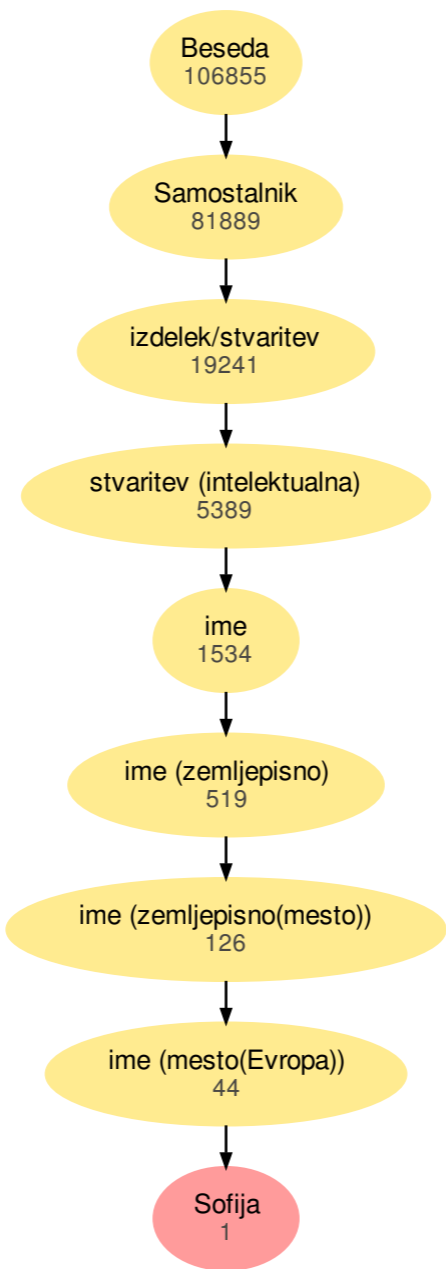 Beseda
106855
Samostalnik
81889
izdelek/stvaritev
19241
stvaritev (intelektualna)
5389
ime
1534
ime (zemljepisno)
519
ime (zemljepisno(mesto))
126
ime (mesto(Evropa))
44
Sofija
1